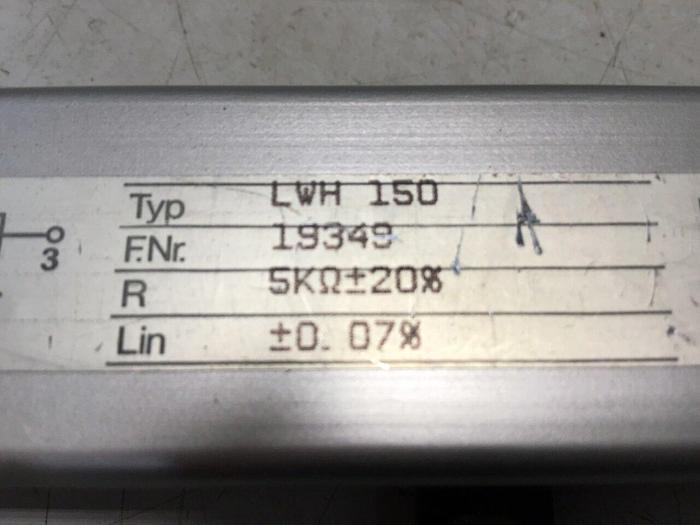 Typ LWH 150
F.Nr. 19349
R 5KΩ±20%
Lin ±0.07%
3